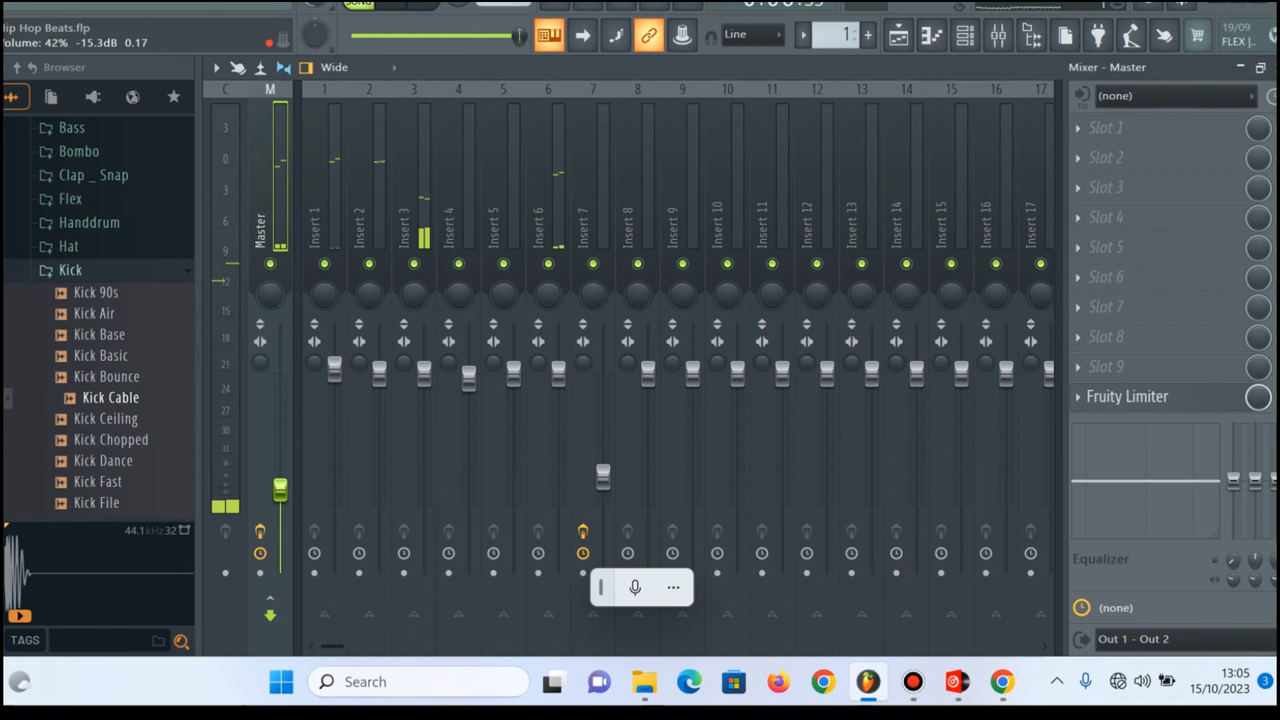 ip Hop Beats.flp
olume: 42% -15.3dB 0.17
Line
1
19/09
FLEX |..
Browser
Wide
Mixer - Master
C M 1 2 3 4 5 6 7 8 9 10 11 12 13 14 15 16 17
(none)
Bass
Bombo
Clap _ Snap
Flex
Handdrum
Hat
Kick
Kick 90s
Kick Air
Kick Base
Kick Basic
Kick Bounce
Kick Cable
Kick Ceiling
Kick Chopped
Kick Dance
Kick Fast
Kick File
44.1kHz 32
TAGS
3
0
3
6
9
12
15
18
21
24
27
30
33
Master
Insert 1
Insert 2
Insert 3
Insert 4
Insert 5
Insert 6
Insert 7
Insert 8
Insert 9
Insert 10
Insert 11
Insert 12
Insert 13
Insert 14
Insert 15
Insert 16
Insert 17
Slot 1
Slot 2
Slot 3
Slot 4
Slot 5
Slot 6
Slot 7
Slot 8
Slot 9
Fruity Limiter
Equalizer
(none)
Out 1 - Out 2
Search
13:05
15/10/2023
3